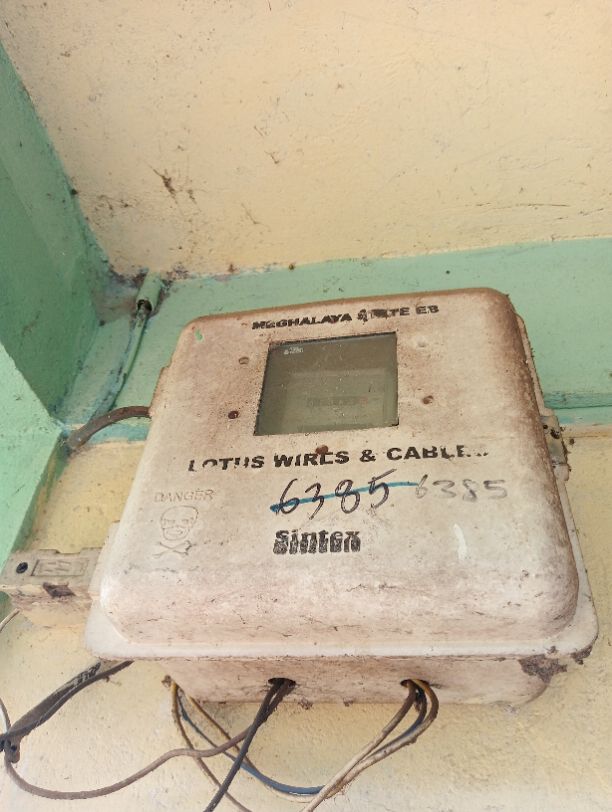 MEGHALAYA STATE EB
LOTUS WIRES & CABLE
DANGER
6385 6385
Sintex